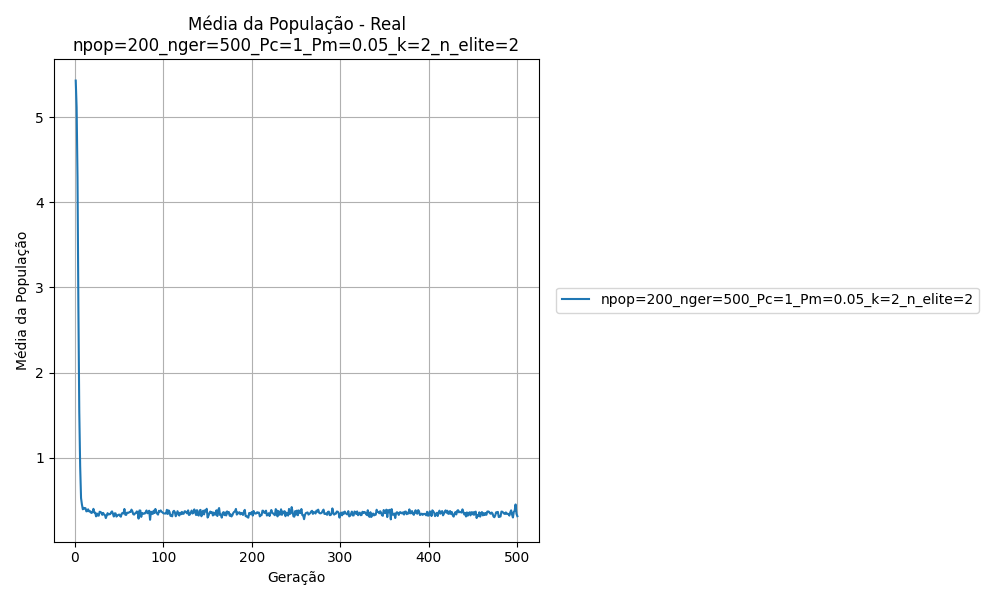 Média da População - Real
npop=200_nger=500_Pc=1_Pm=0.05_k=2_n_elite=2
Média da População
5
4
3
2
1
0
100
200
300
400
500
Geração
npop=200_nger=500_Pc=1_Pm=0.05_k=2_n_elite=2